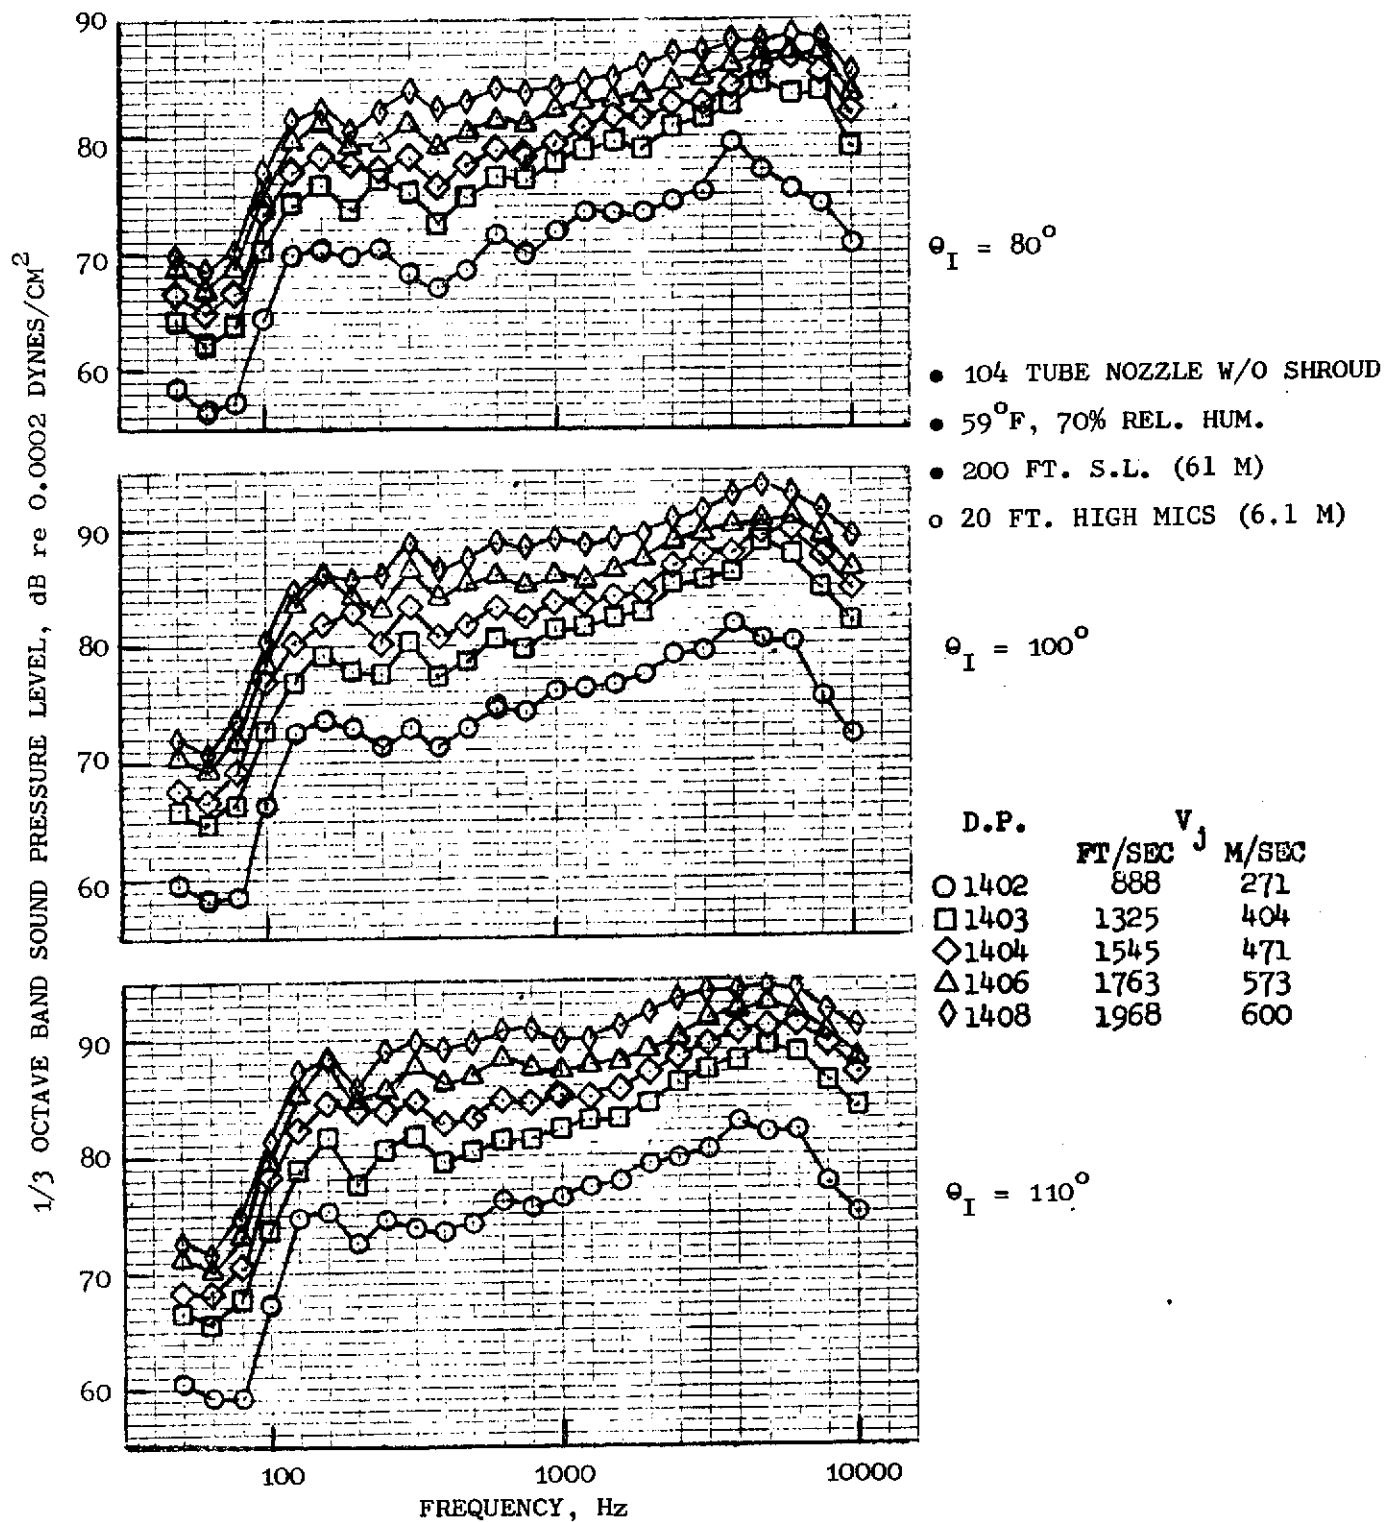 1/3 OCTAVE BAND SOUND PRESSURE LEVEL, dB re 0.0002 DYNES/CM²
90
80
70
60
θI = 80°
• 104 TUBE NOZZLE W/O SHROUD
• 59°F, 70% REL. HUM.
• 200 FT. S.L. (61 M)
o 20 FT. HIGH MICS (6.1 M)
90
80
70
60
θI = 100°
D.P. Vj
FT/SEC M/SEC
○ 1402 888 271
□ 1403 1325 404
◇ 1404 1545 471
△ 1406 1763 573
◊ 1408 1968 600
90
80
70
60
θI = 110°
100 1000 10000
FREQUENCY, Hz